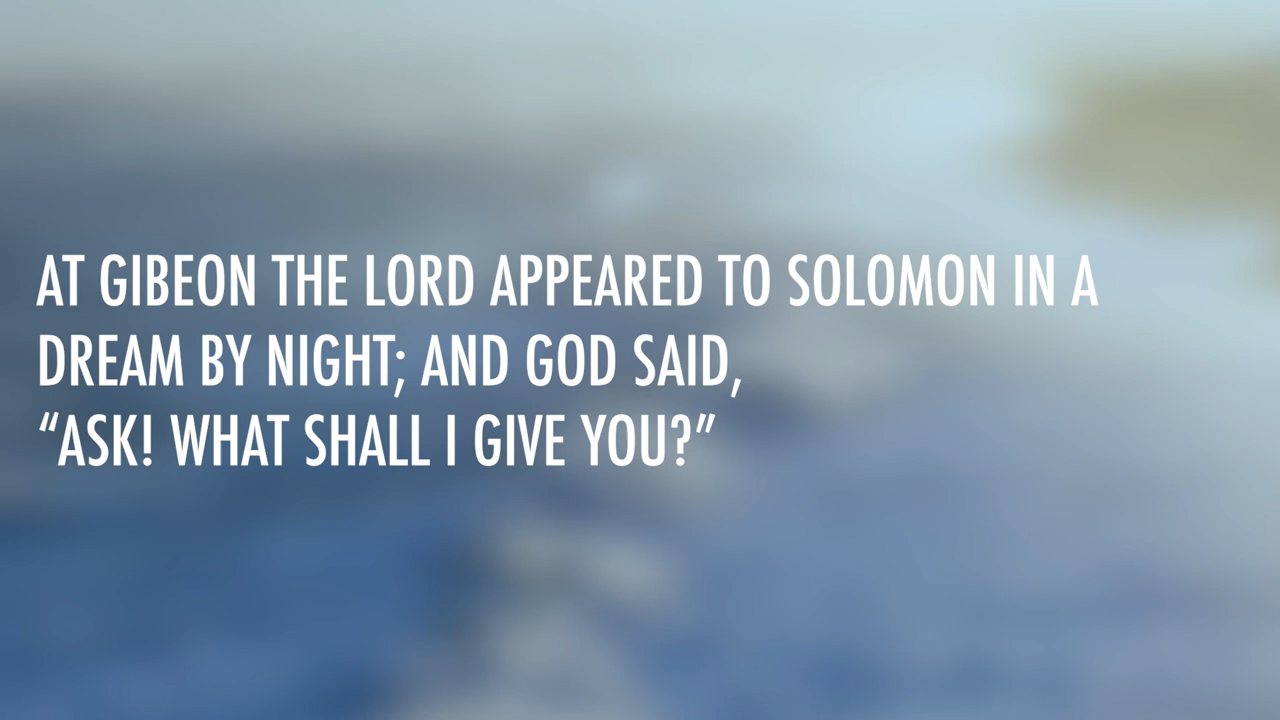 AT GIBEON THE LORD APPEARED TO SOLOMON IN A
DREAM BY NIGHT; AND GOD SAID,
“ASK! WHAT SHALL I GIVE YOU?”